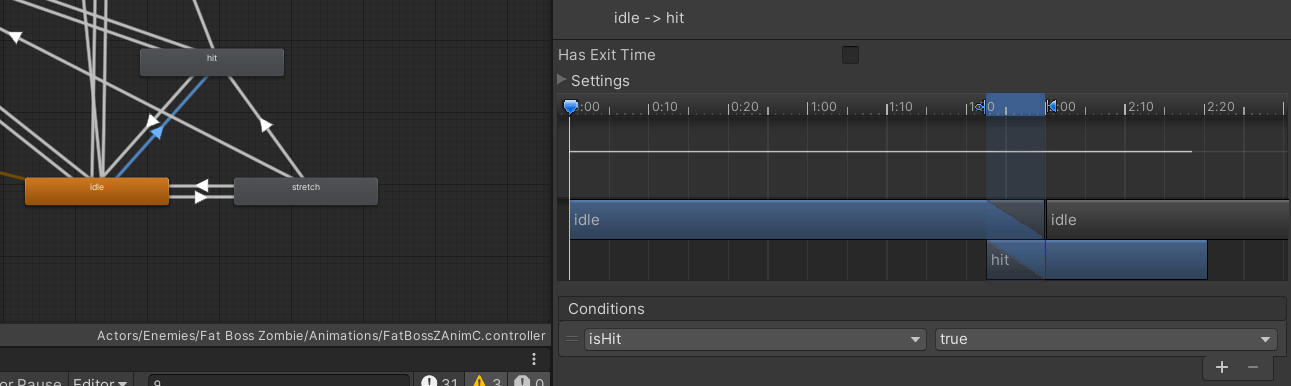 idle -> hit
hit
idle
stretch
Has Exit Time
Settings
:00 0:10 0:20 1:00 1:10 1: 0 :00 2:10 2:20
idle
idle
hit
Conditions
isHit
true
Actors/Enemies/Fat Boss Zombie/Animations/FatBossZAnimC.controller
or Pause
Editor
31
3
0